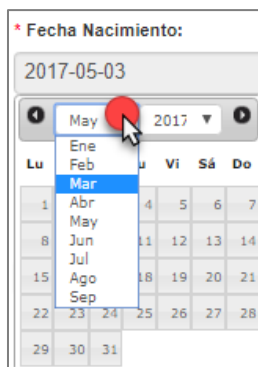 * Fecha Nacimiento:
2017-05-03
May 2017
Lu Vi Sá Do
Ene
Feb
Mar
Abr
May
Jun
Jul
Ago
Sep
1 4 5 6 7
8 11 12 13 14
15 18 19 20 21
22 23 24 25 26 27 28
29 30 31